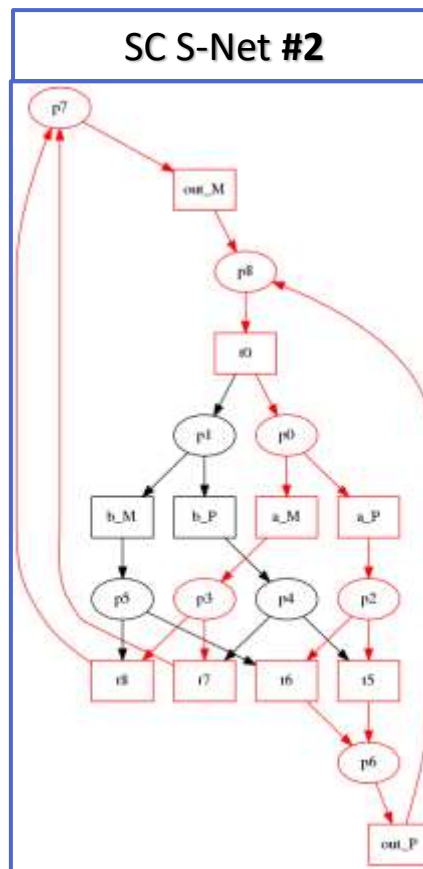 SC S-Net #2
p7
out_M
p8
t0
p1 p0
b_M b_P a_M a_P
p5 p3 p4 p2
t8 t7 t6 t5
p6
out_P